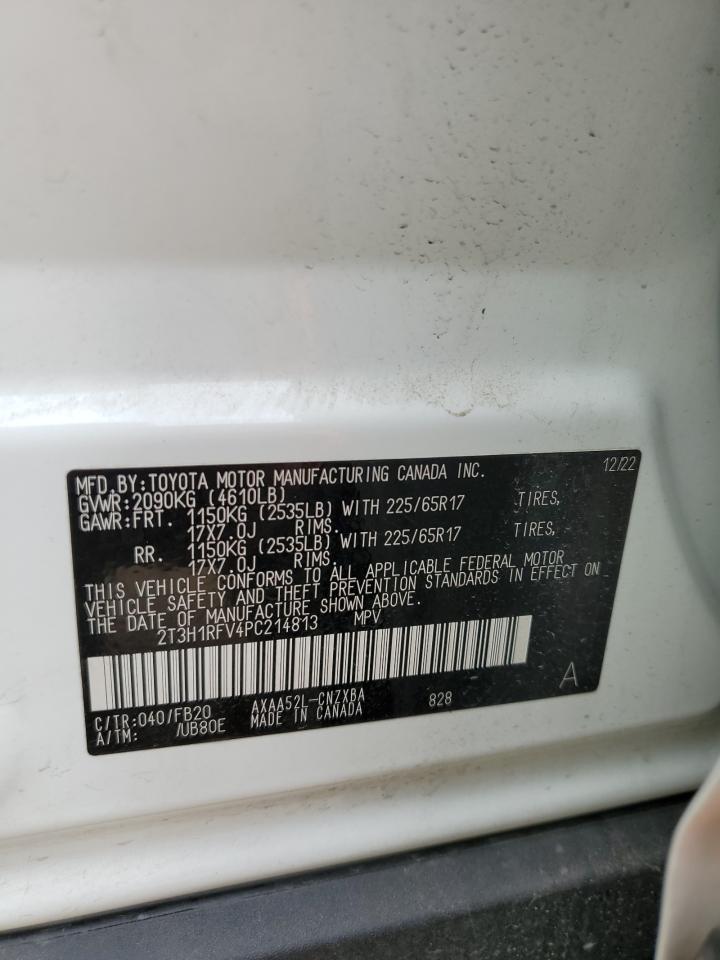 MFD.BY:TOYOTA MOTOR MANUFACTURING CANADA INC. 12/22
GVWR:2090KG (4610LB)
GAWR:FRT. 1150KG (2535LB) WITH 225/65R17 TIRES,
17X7.0J RIMS.
RR. 1150KG (2535LB) WITH 225/65R17 TIRES,
17X7.0J RIMS.
THIS VEHICLE CONFORMS TO ALL APPLICABLE FEDERAL MOTOR
VEHICLE SAFETY AND THEFT PREVENTION STANDARDS IN EFFECT ON
THE DATE OF MANUFACTURE SHOWN ABOVE.
2T3H1RFV4PC214813 MPV
A
C/TR:040/FB20 AXAA52L-CNZXBA 828
A/TM: /UB80E MADE IN CANADA